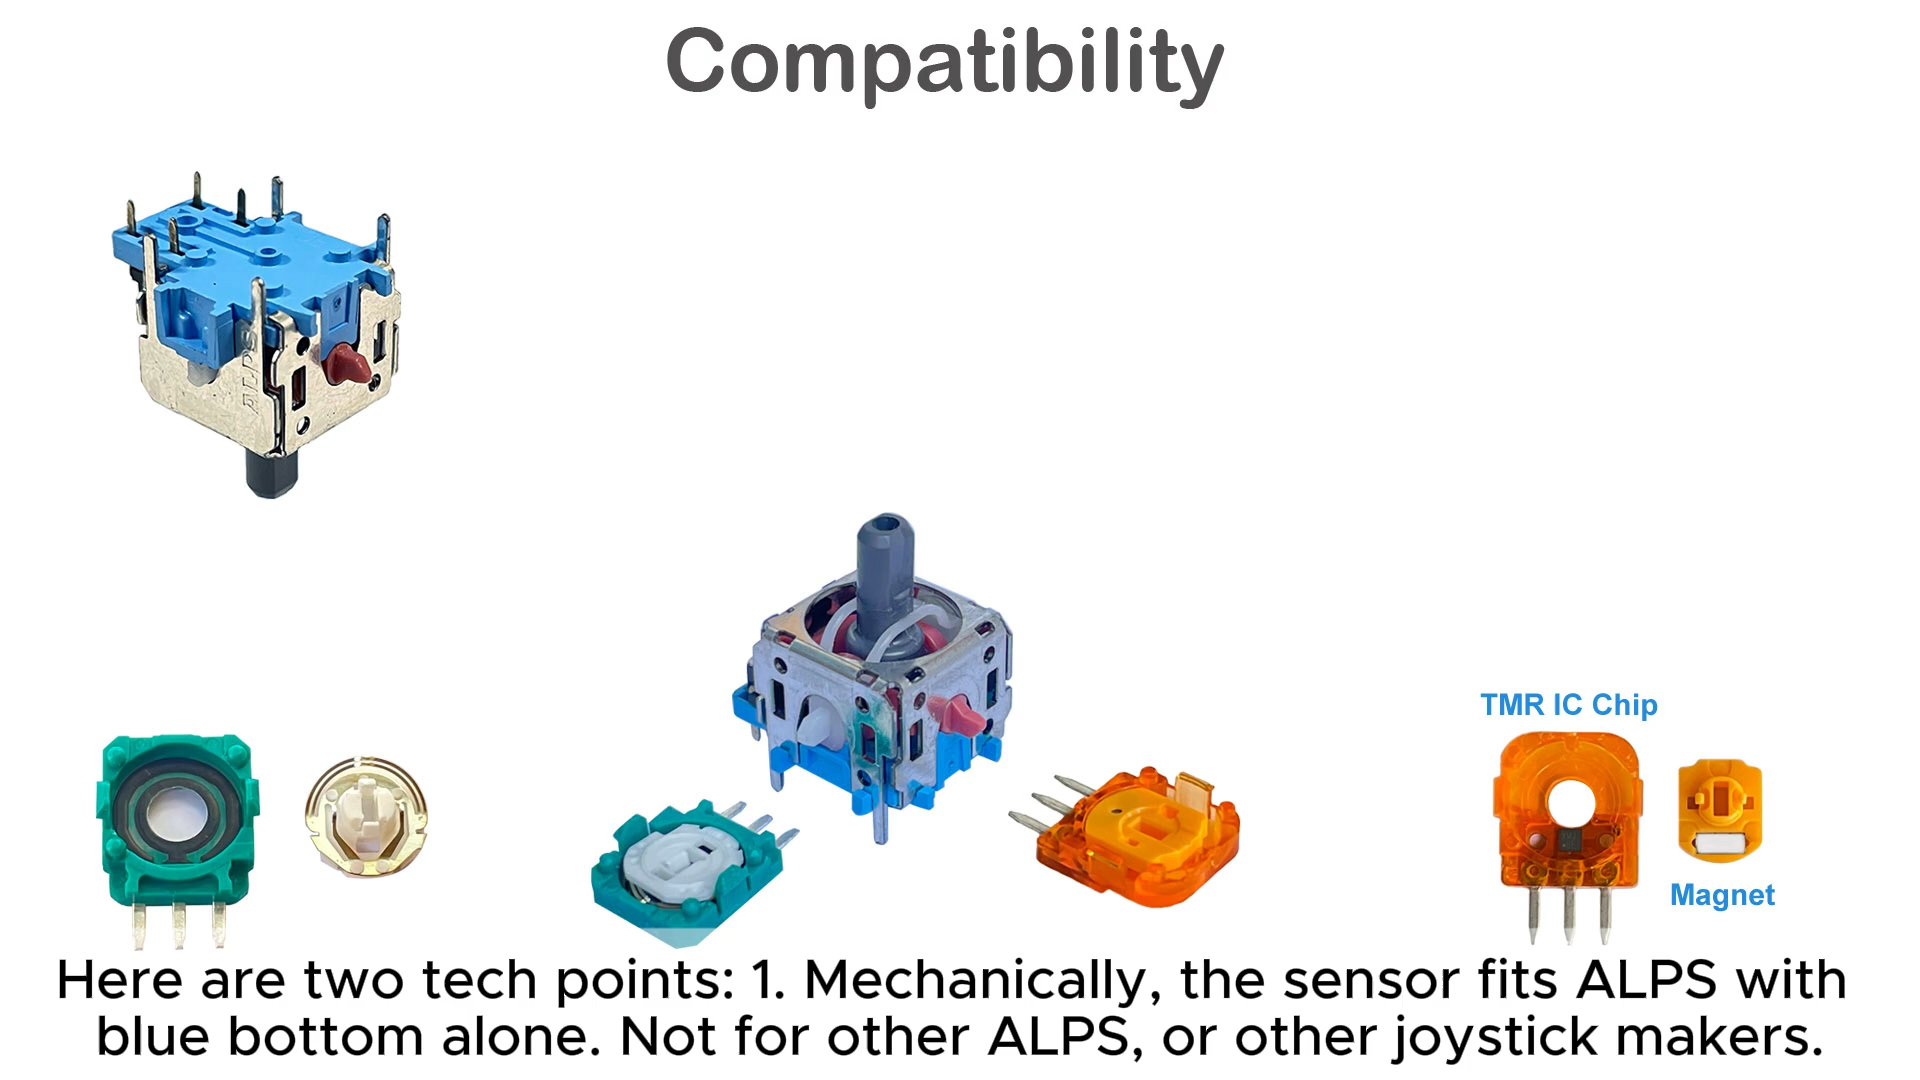 Compatibility
ALPS
TMR IC Chip
Magnet
Here are two tech points: 1. Mechanically, the sensor fits ALPS with
blue bottom alone. Not for other ALPS, or other joystick makers.